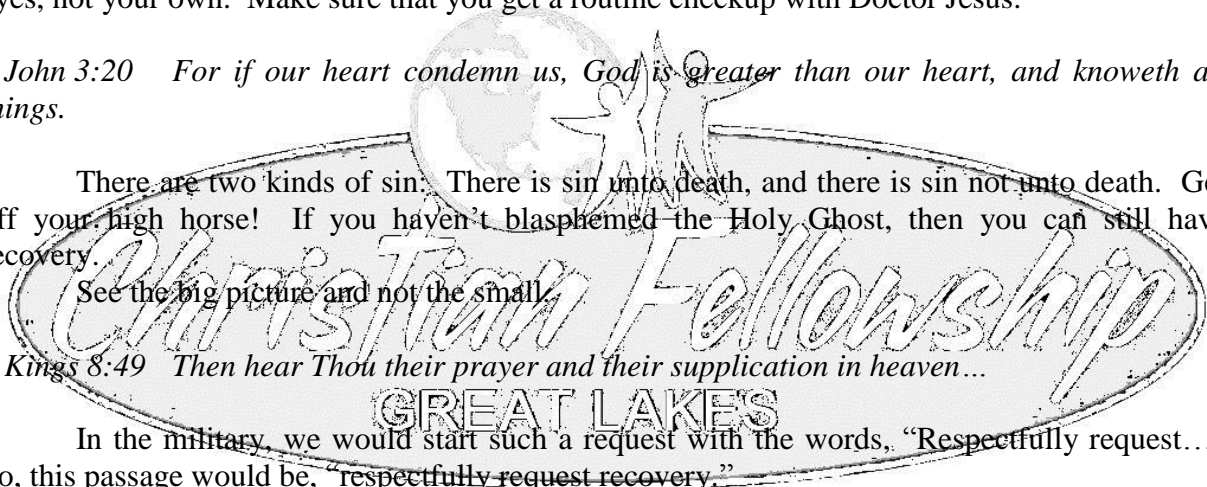 yes, not your own. Make sure that you get a routine checkup with Doctor Jesus.
John 3:20 For if our heart condemn us, God is greater than our heart, and knoweth
There are two kinds of sin: There is sin unto death, and there is sin not unto death.
your high horse! If you haven't blasphemed the Holy Ghost, then you can still
See the big picture and not the small.
Christian Fellowship
Kings 8:49 Then hear Thou their prayer and their supplication in heaven…
GREAT LAKES
In the military, we would start such a request with the words, “Respectfully request…
this passage would be, “respectfully request recovery.”